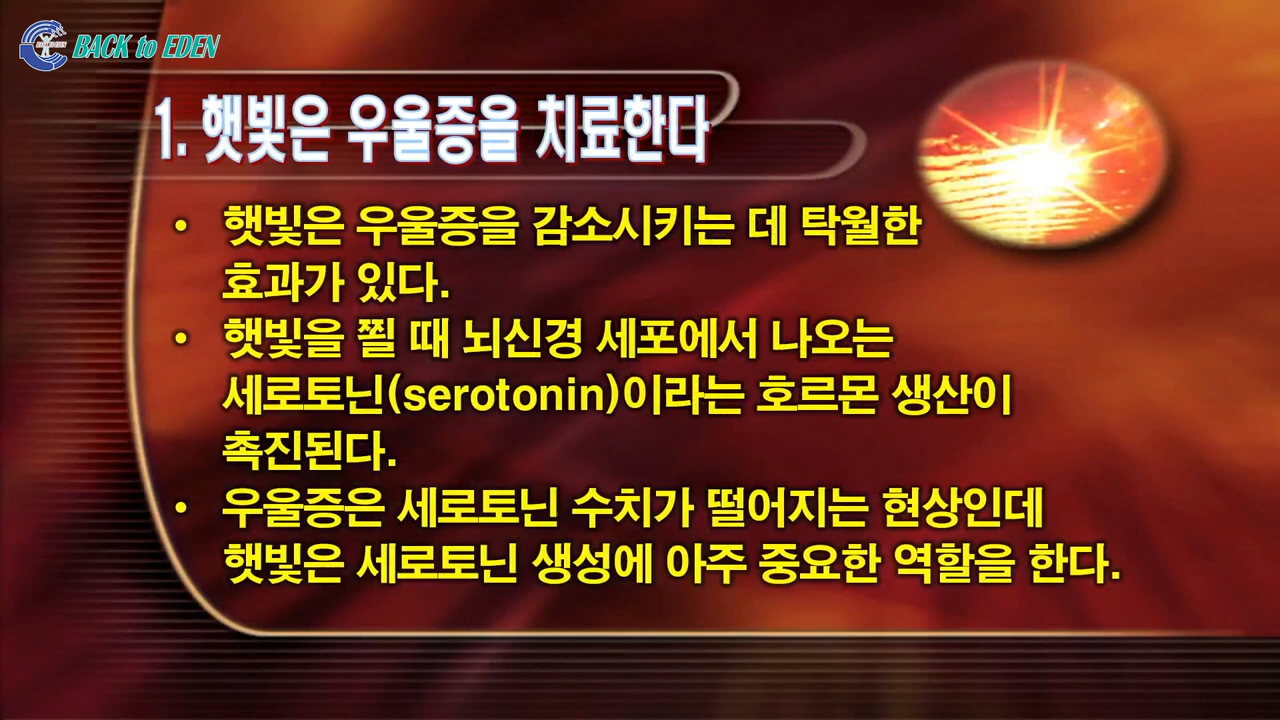 BACK to EDEN
1. 햇빛은 우울증을 치료한다
• 햇빛은 우울증을 감소시키는 데 탁월한
효과가 있다.
• 햇빛을 쬘 때 뇌신경 세포에서 나오는
세로토닌(serotonin)이라는 호르몬 생산이
촉진된다.
• 우울증은 세로토닌 수치가 떨어지는 현상인데
햇빛은 세로토닌 생성에 아주 중요한 역할을 한다.